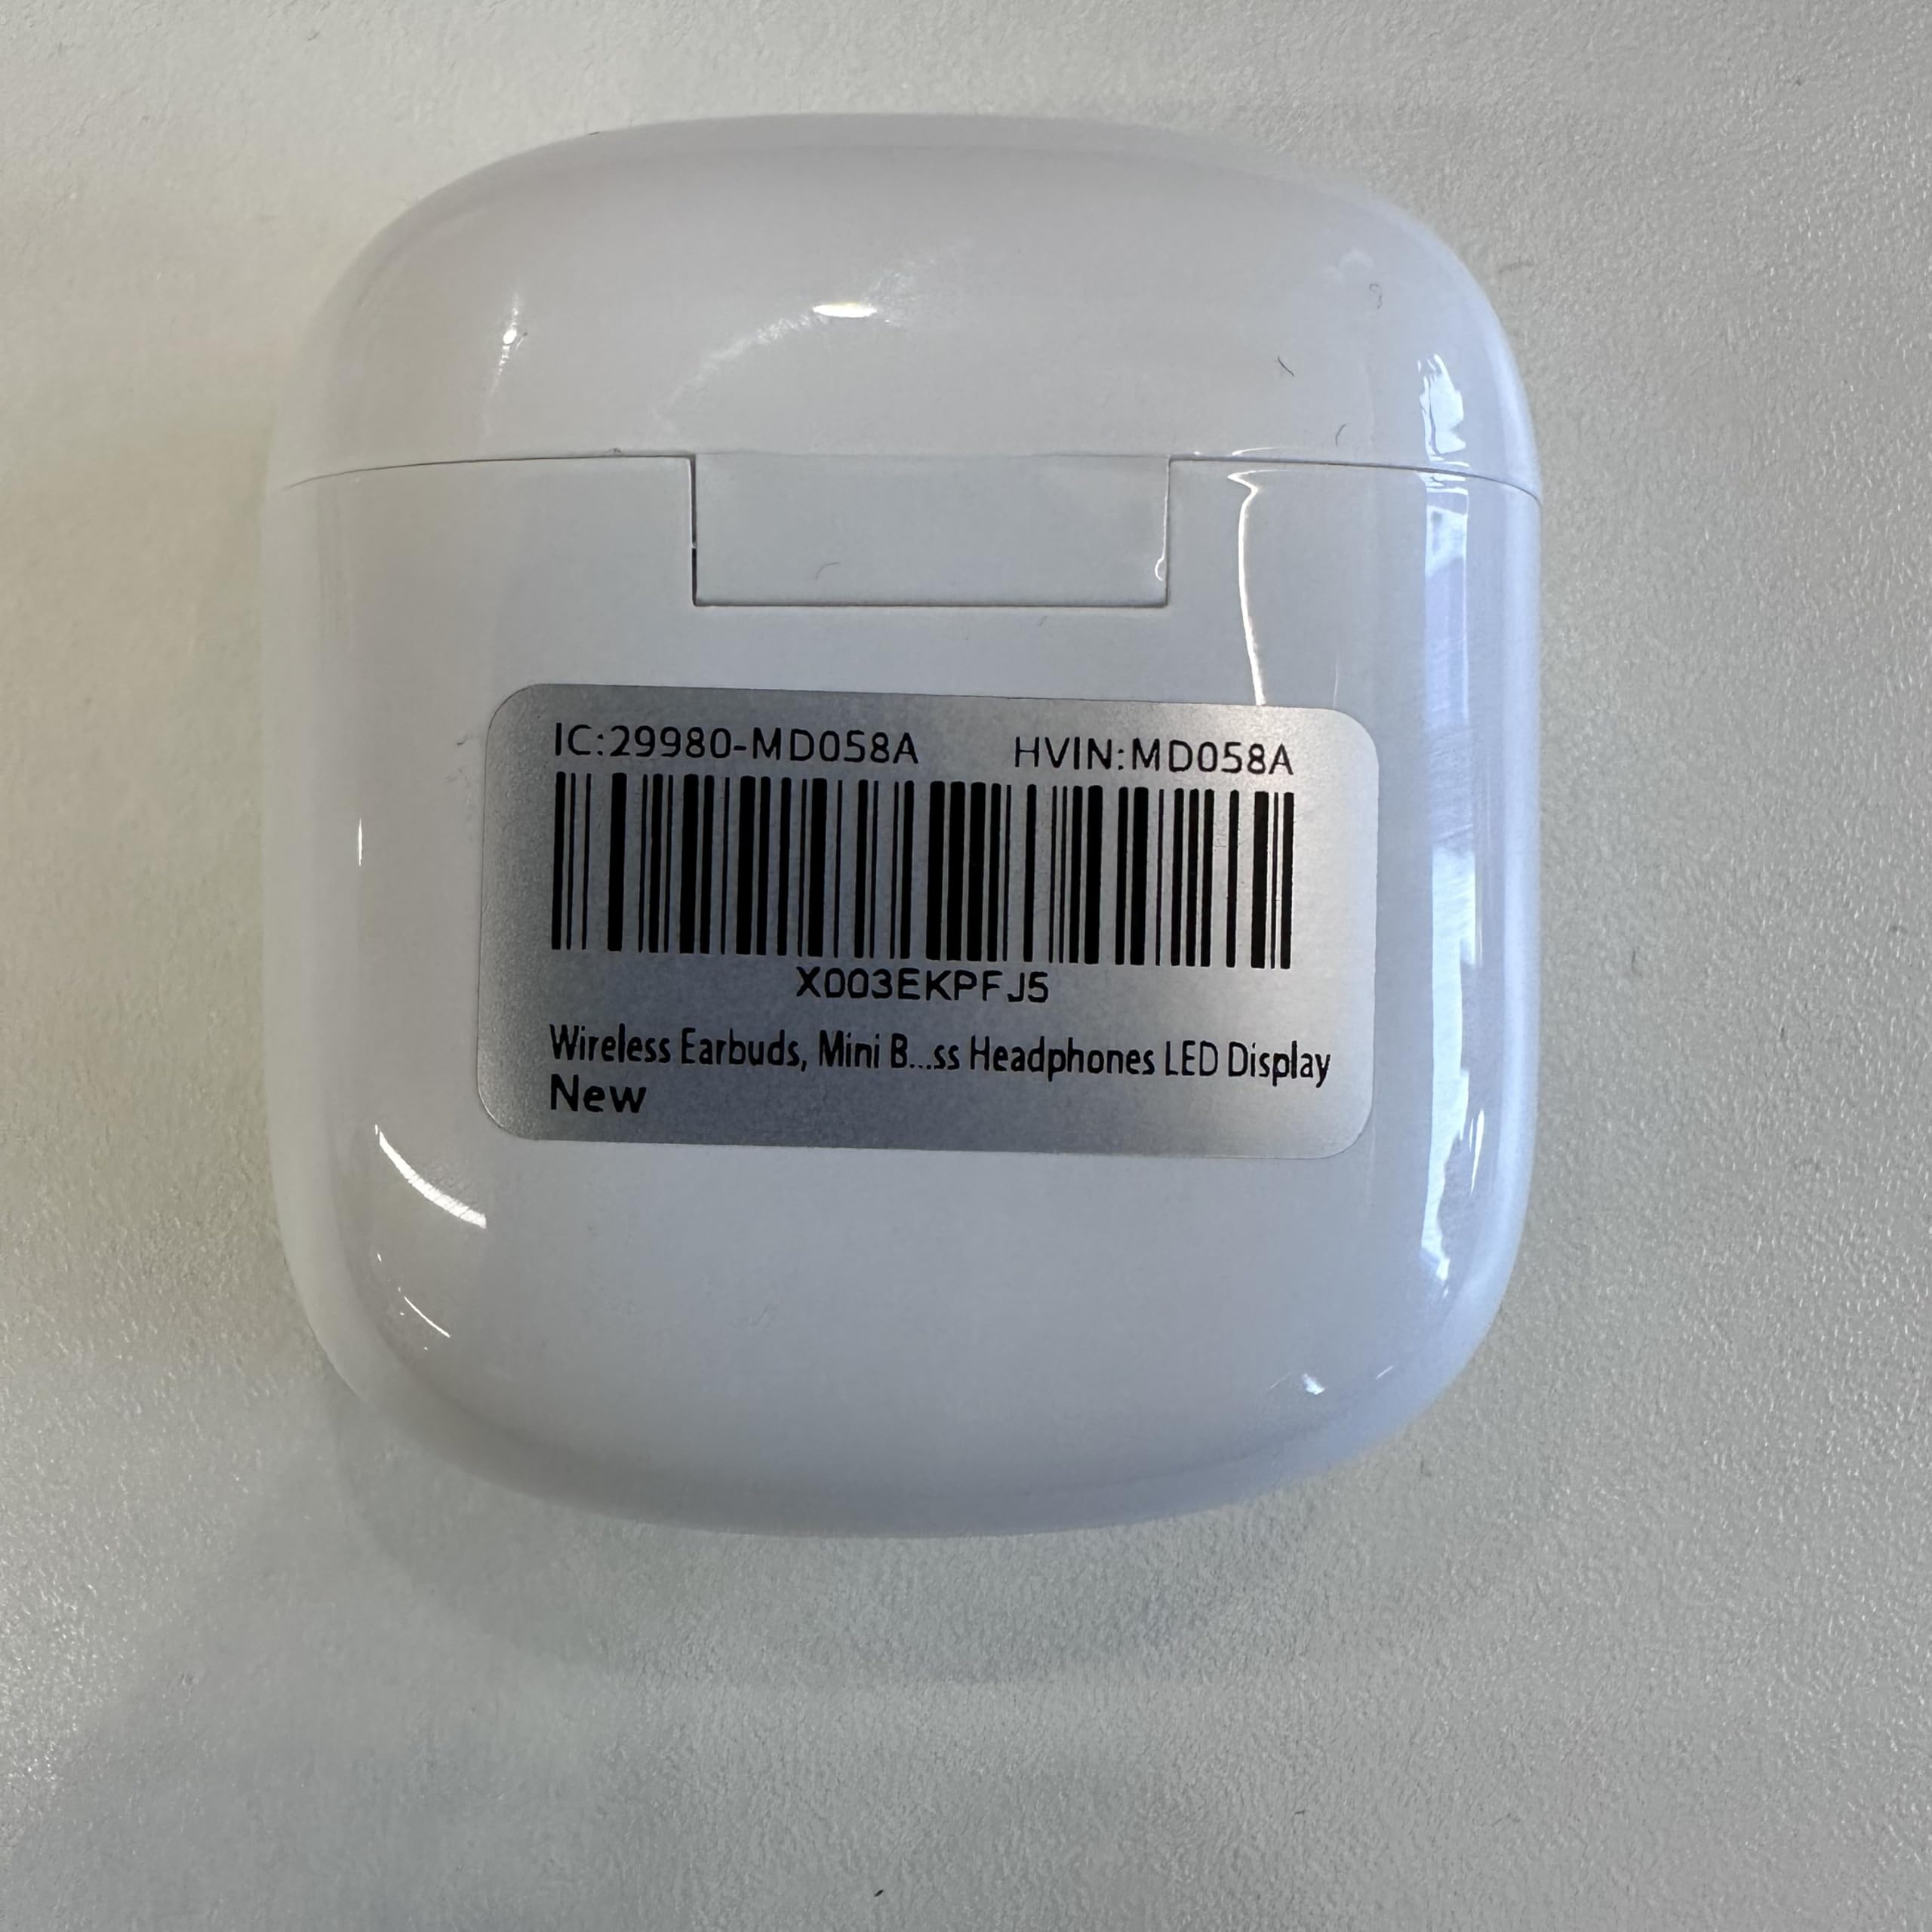 IC:29980-MD058A HVIN:MD058A
X003EKPFJ5
Wireless Earbuds, Mini B...ss Headphones LED Display
New